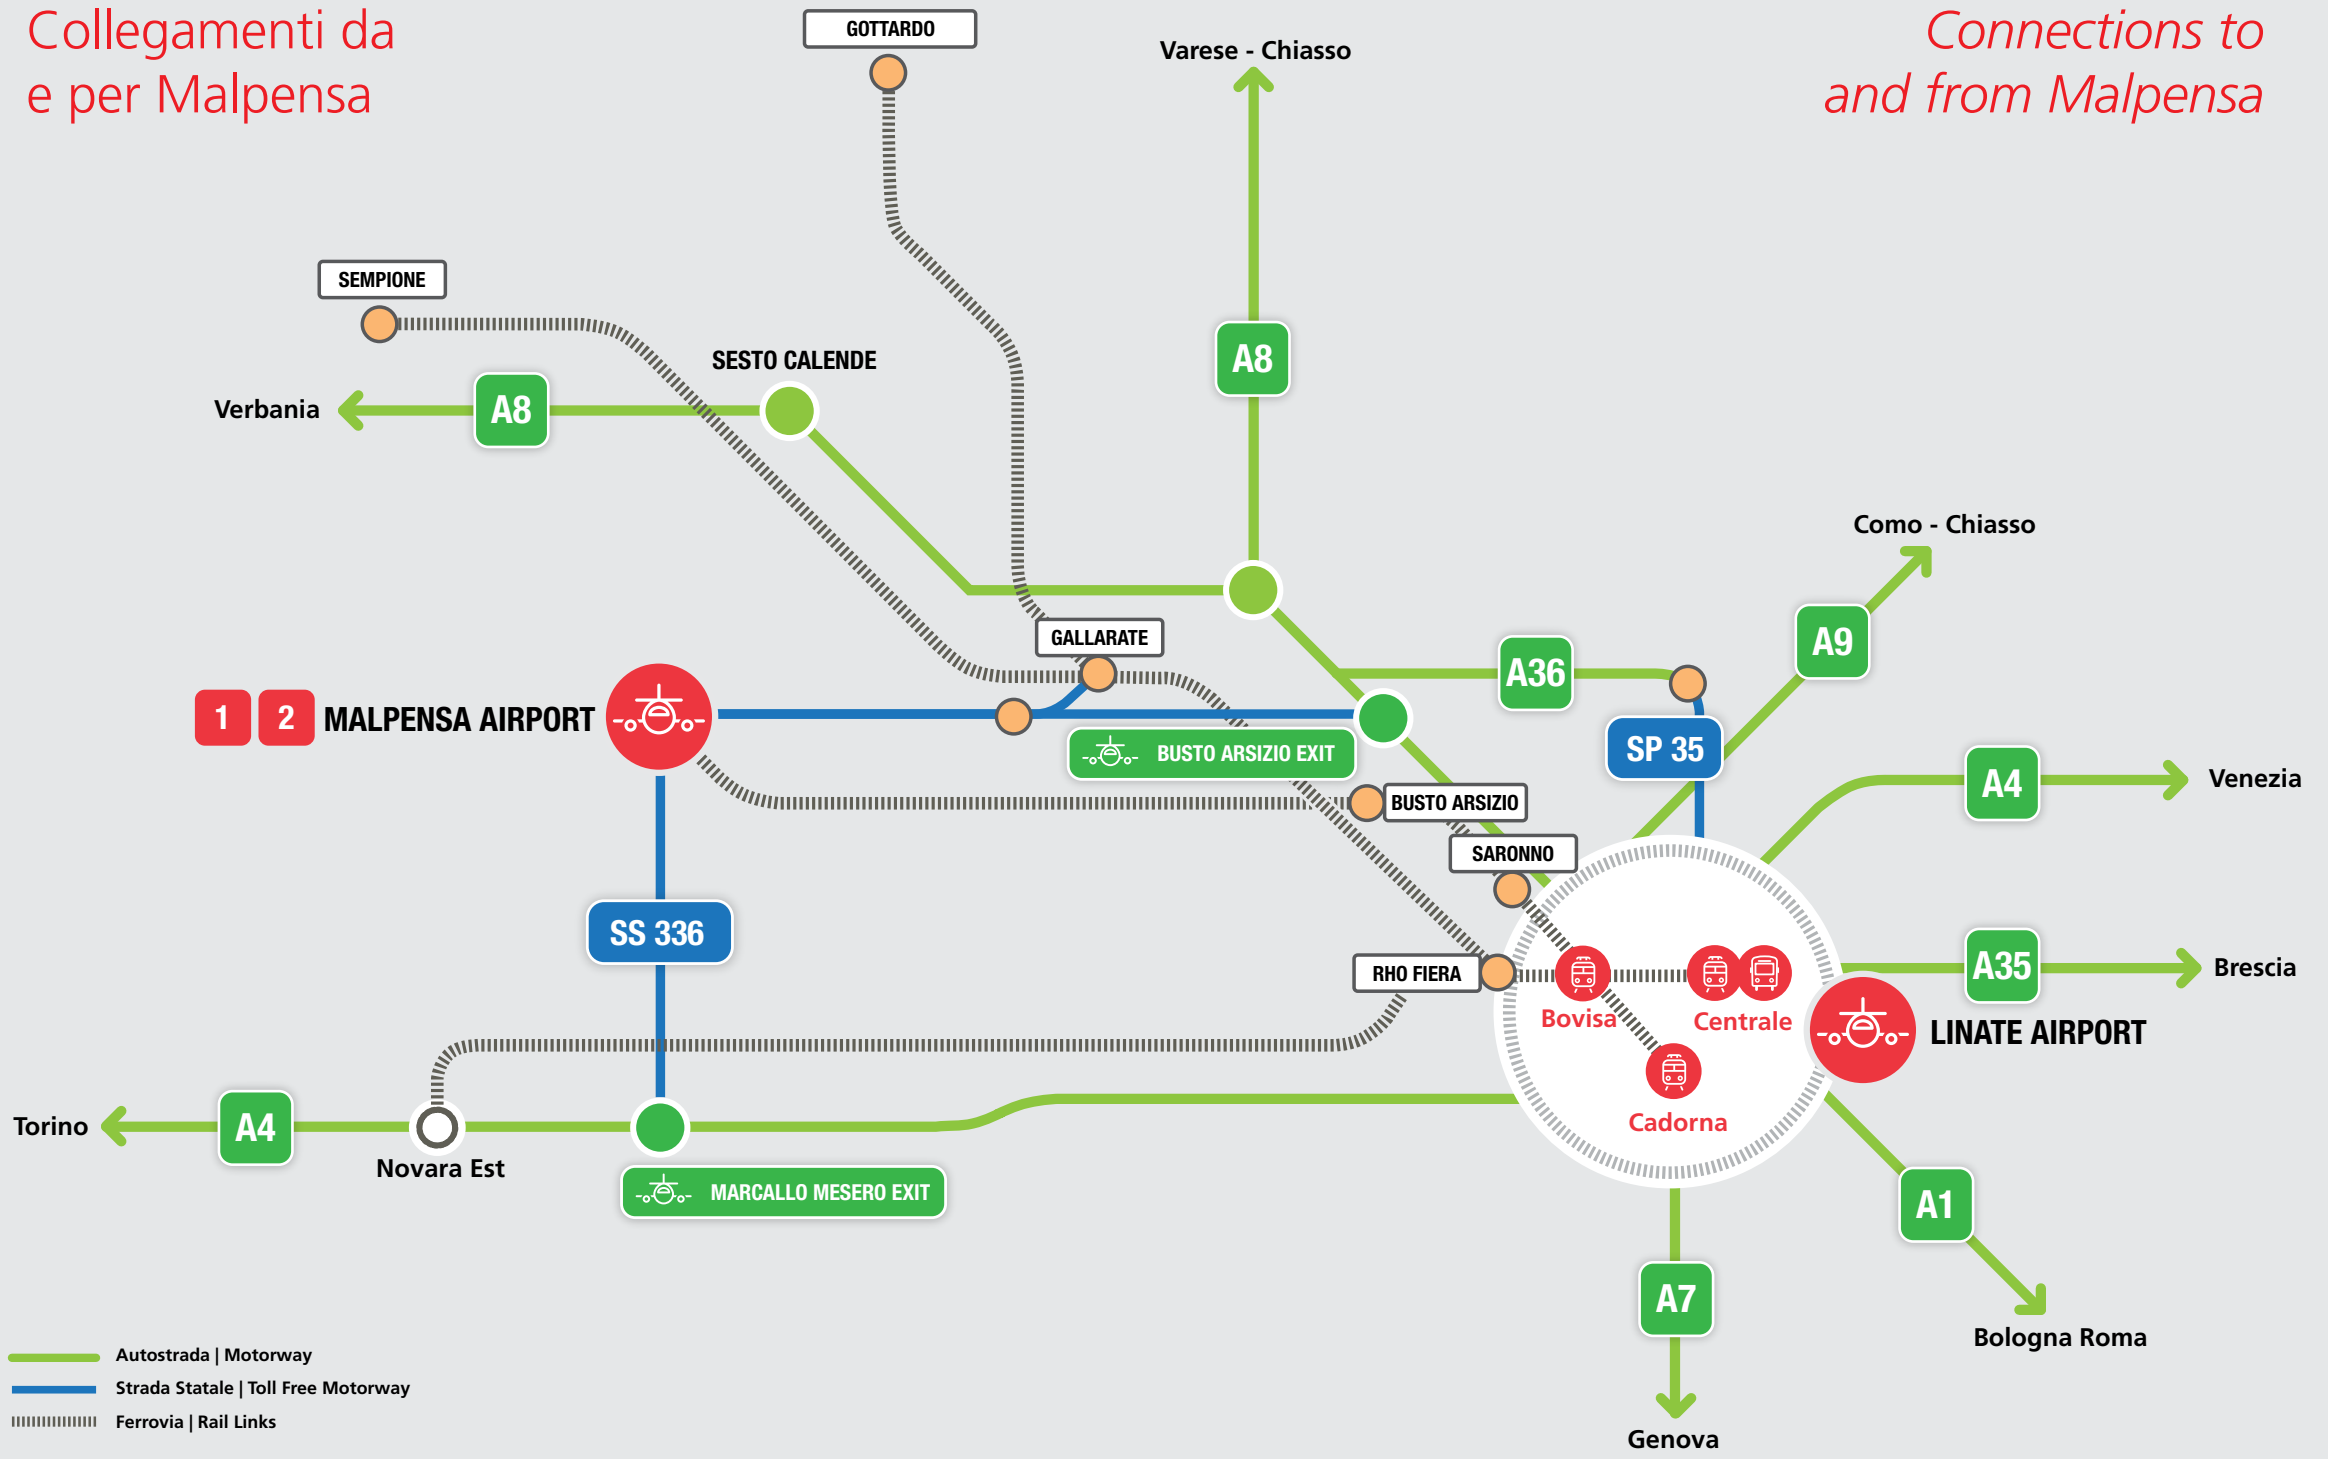 Collegamenti da
e per Malpensa
Connections to
and from Malpensa
GOTTARDO
Varese - Chiasso
SEMPIONE
SESTO CALENDE
A8
Verbania
A8
Como - Chiasso
GALLARATE
A9
A36
1 2 MALPENSA AIRPORT
SP 35
BUSTO ARSIZIO EXIT
A4
Venezia
BUSTO ARSIZIO
SARONNO
SS 336
RHO FIERA
A35
Brescia
Bovisa
Centrale
LINATE AIRPORT
Cadorna
Torino
A4
Novara Est
MARCALLO MESERO EXIT
A1
A7
Bologna Roma
Autostrada | Motorway
Strada Statale | Toll Free Motorway
Ferrovia | Rail Links
Genova